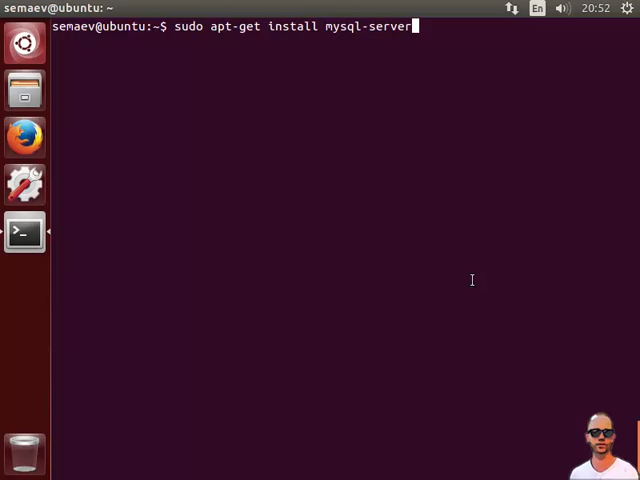 semaev@ubuntu: ~
En
20:52
semaev@ubuntu:~$ sudo apt-get install mysql-server
>_